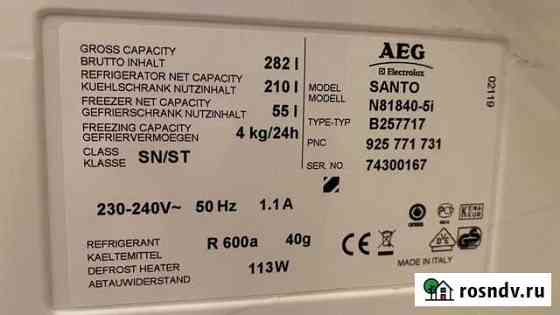 GROSS CAPACITY
BRUTTO INHALT 282 l
REFRIGERATOR NET CAPACITY
KUEHLSCHRANK NUTZINHALT 210 l
FREEZER NET CAPACITY
GEFRIERSCHRANK NUTZINHALT 55 l
FREEZING CAPACITY
GEFRIERVERMOEGEN 4 kg/24h
CLASS
KLASSE SN/ST
230-240V~ 50 Hz 1.1 A
REFRIGERANT R 600a 40g
KAELTEMITTEL
DEFROST HEATER 113W
ABTAUWIDERSTAND
AEG
Electrolux
MODEL SANTO
MODELL N81840-5i
TYPE-TYP B257717
PNC 925 771 731
SER. NO. 74300167
02119
KEMA
EUR
CE
GS
MADE IN ITALY
rosndv.ru